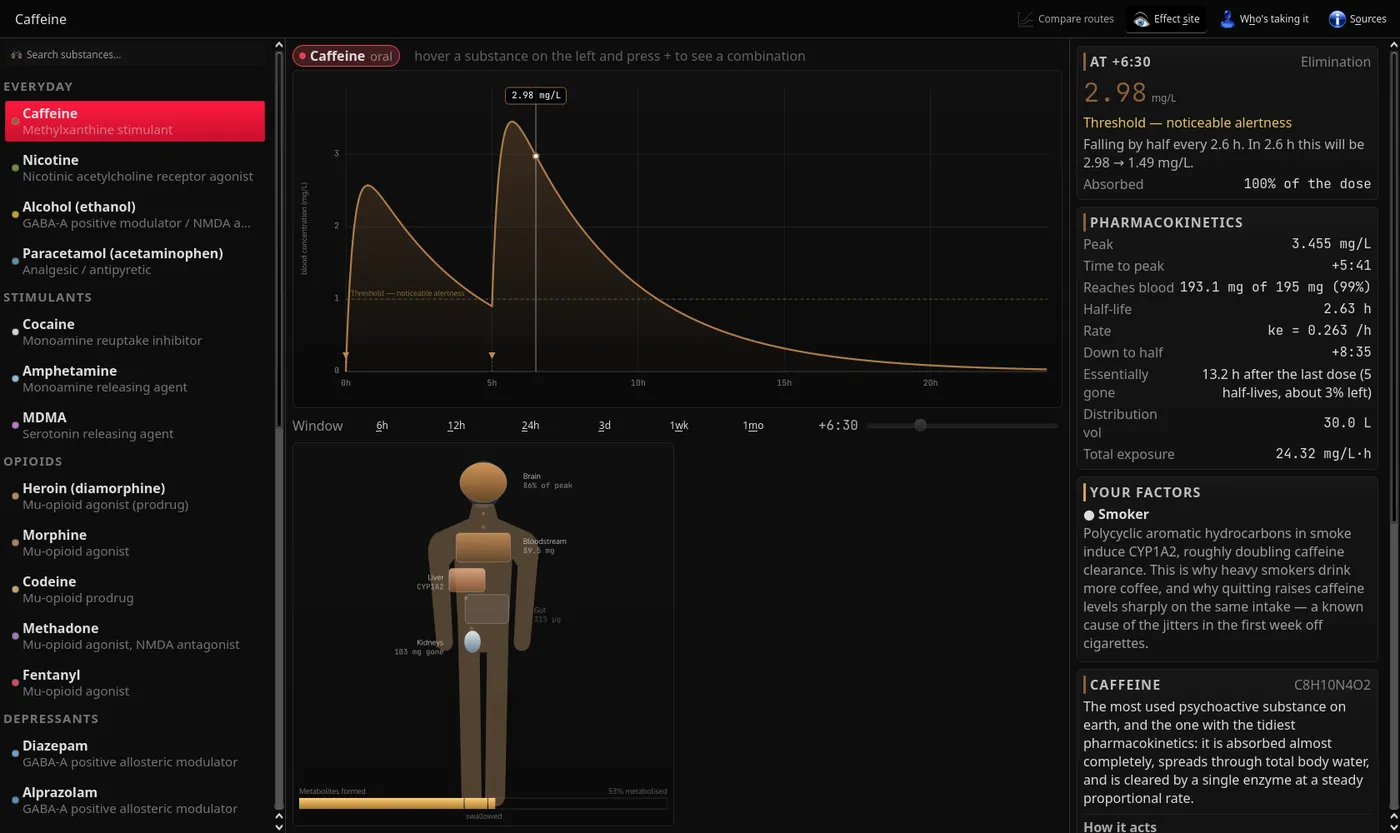 Caffeine
Compare routes
Effect site
Who's taking it
Sources
Search substances...
EVERYDAY
Caffeine
Methylxanthine stimulant
Nicotine
Nicotinic acetylcholine receptor agonist
Alcohol (ethanol)
GABA-A positive modulator / NMDA a...
Paracetamol (acetaminophen)
Analgesic / antipyretic
STIMULANTS
Cocaine
Monoamine reuptake inhibitor
Amphetamine
Monoamine releasing agent
MDMA
Serotonin releasing agent
OPIOIDS
Heroin (diamorphine)
Mu-opioid agonist (prodrug)
Morphine
Mu-opioid agonist
Codeine
Mu-opioid prodrug
Methadone
Mu-opioid agonist, NMDA antagonist
Fentanyl
Mu-opioid agonist
DEPRESSANTS
Diazepam
GABA-A positive allosteric modulator
Alprazolam
GABA-A positive allosteric modulator
Caffeine oral
hover a substance on the left and press + to see a combination
2.98 mg/L
blood concentration (mg/L)
3
2
1
0
Threshold — noticeable alertness
0h
5h
10h
15h
20h
Window
6h
12h
24h
3d
1wk
1mo
+6:30
Brain
86% of peak
Bloodstream
89.5 mg
Liver
CYP1A2
Gut
315 µg
Kidneys
103 mg gone
Metabolites formed
53% metabolised
swallowed
AT +6:30
Elimination
2.98 mg/L
Threshold — noticeable alertness
Falling by half every 2.6 h. In 2.6 h this will be
2.98 → 1.49 mg/L.
Absorbed
100% of the dose
PHARMACOKINETICS
Peak
3.455 mg/L
Time to peak
+5:41
Reaches blood
193.1 mg of 195 mg (99%)
Half-life
2.63 h
Rate
ke = 0.263 /h
Down to half
+8:35
Essentially
gone
13.2 h after the last dose (5
half-lives, about 3% left)
Distribution
vol
30.0 L
Total exposure
24.32 mg/L·h
YOUR FACTORS
Smoker
Polycyclic aromatic hydrocarbons in smoke
induce CYP1A2, roughly doubling caffeine
clearance. This is why heavy smokers drink
more coffee, and why quitting raises caffeine
levels sharply on the same intake — a known
cause of the jitters in the first week off
cigarettes.
CAFFEINE
C8H10N4O2
The most used psychoactive substance on
earth, and the one with the tidiest
pharmacokinetics: it is absorbed almost
completely, spreads through total body water,
and is cleared by a single enzyme at a steady
proportional rate.
How it acts